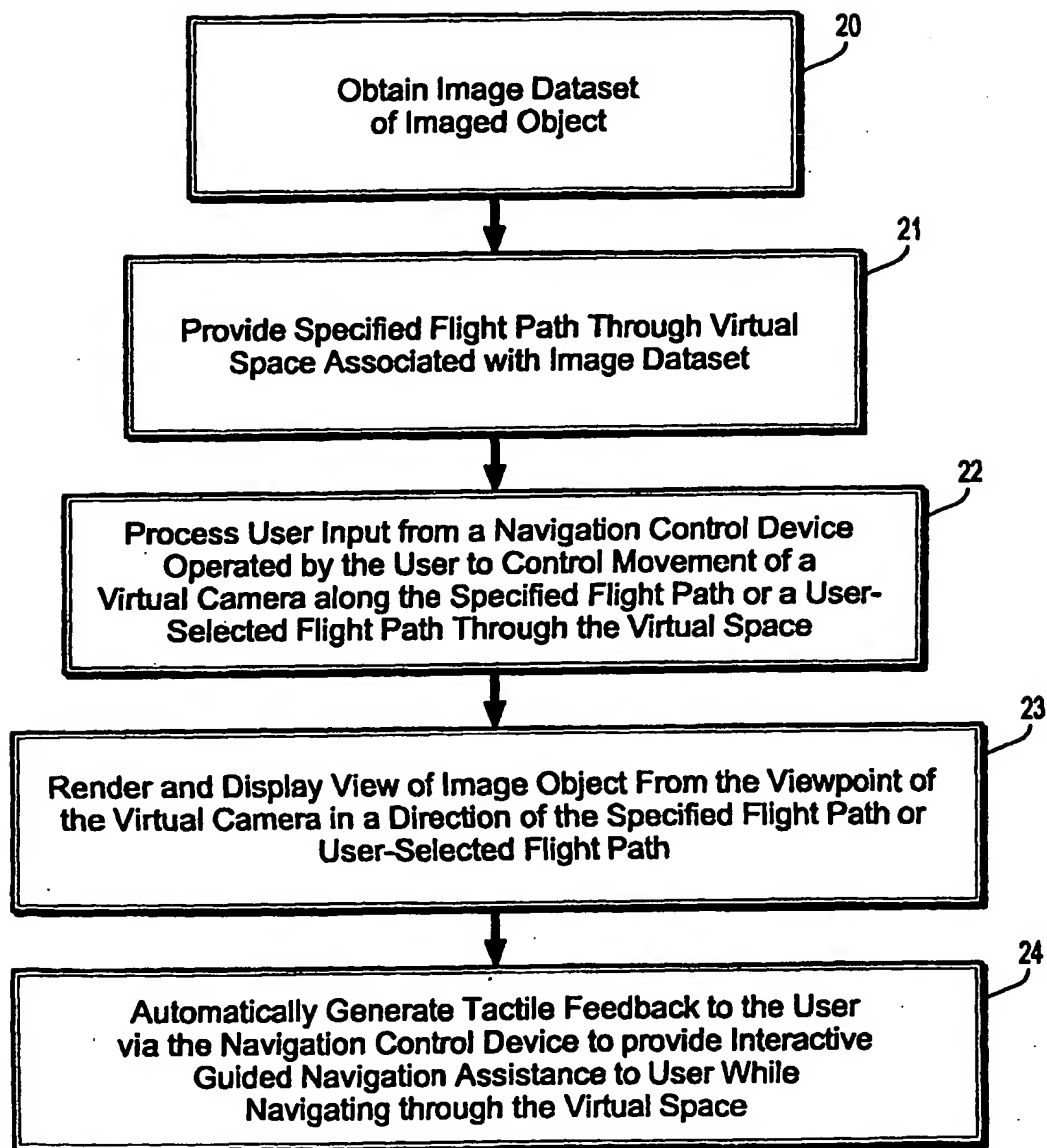 20
Obtain Image Dataset
of Imaged Object
21
Provide Specified Flight Path Through Virtual
Space Associated with Image Dataset
22
Process User Input from a Navigation Control Device
Operated by the User to Control Movement of a
Virtual Camera along the Specified Flight Path or a User-
Selected Flight Path Through the Virtual Space
23
Render and Display View of Image Object From the Viewpoint of
the Virtual Camera in a Direction of the Specified Flight Path or
User-Selected Flight Path
24
Automatically Generate Tactile Feedback to the User
via the Navigation Control Device to provide Interactive
Guided Navigation Assistance to User While
Navigating through the Virtual Space